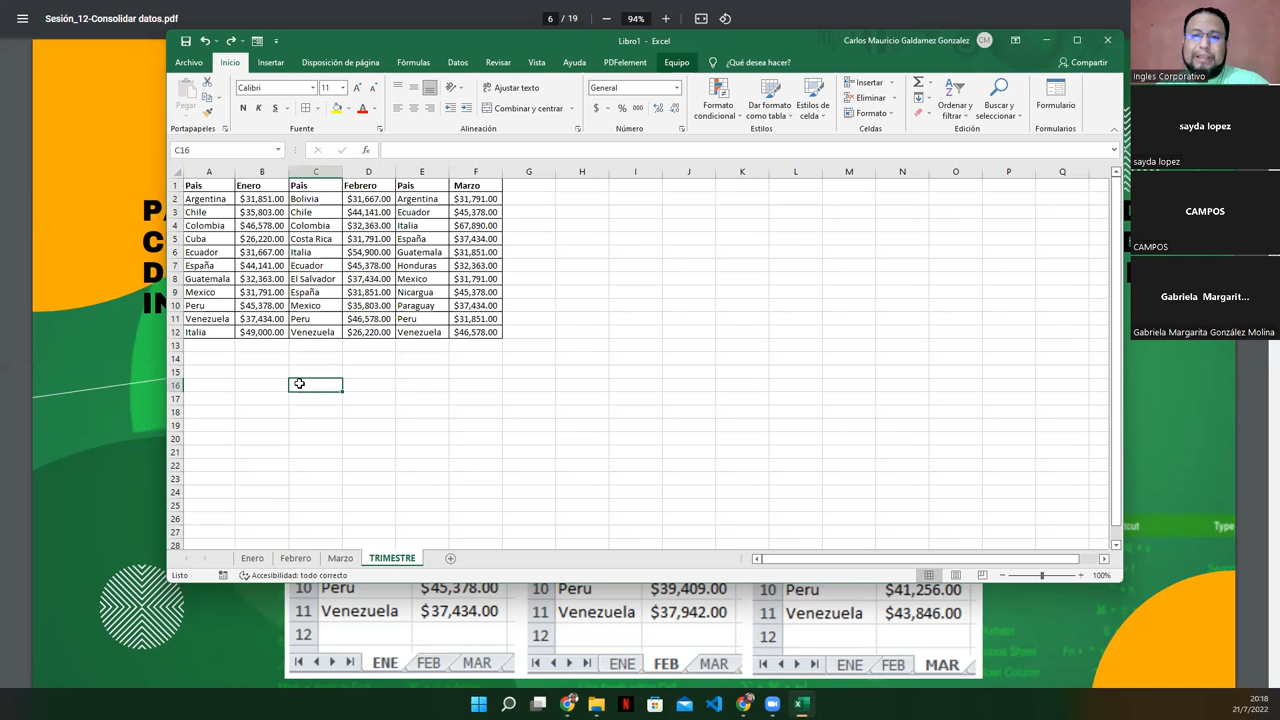 Sesión_12-Consolidar datos.pdf
6 / 19
94%
Libro1 - Excel
Carlos Mauricio Galdamez Gonzalez
CM
Archivo Inicio Insertar Disposición de página Fórmulas Datos Revisar Vista Ayuda PDFelement Equipo ¿Qué desea hacer? Compartir
Pegar
Calibri 11
N K S
Ajustar texto
Combinar y centrar
General
Formato condicional
Dar formato como tabla
Estilos de celda
Insertar
Eliminar
Formato
Ordenar y filtrar
Buscar y seleccionar
Formularios
Portapapeles Fuente Alineación Número Estilos Celdas Edición Formularios
C16
A B C D E F G H I J K L M N O P Q
1 Pais Enero Pais Febrero Pais Marzo
2 Argentina $31,851.00 Bolivia $31,667.00 Argentina $31,791.00
3 Chile $35,803.00 Chile $44,141.00 Ecuador $45,378.00
4 Colombia $46,578.00 Colombia $32,363.00 Italia $67,890.00
5 Cuba $26,220.00 Costa Rica $31,791.00 España $37,434.00
6 Ecuador $31,667.00 Italia $54,900.00 Guatemala $31,851.00
7 España $44,141.00 Ecuador $45,378.00 Honduras $32,363.00
8 Guatemala $32,363.00 El Salvador $37,434.00 Mexico $31,791.00
9 Mexico $31,791.00 España $31,851.00 Nicargua $45,378.00
10 Peru $45,378.00 Mexico $35,803.00 Paraguay $37,434.00
11 Venezuela $37,434.00 Peru $46,578.00 Peru $31,851.00
12 Italia $49,000.00 Venezuela $26,220.00 Venezuela $46,578.00
13
14
15
16
17
18
19
20
21
22
23
24
25
26
27
28
Enero Febrero Marzo TRIMESTRE
Listo Accesibilidad: todo correcto 100%
10 Peru $45,378.00
11 Venezuela $37,434.00
12
ENE FEB MAR
10 Peru $39,409.00
11 Venezuela $37,942.00
12
ENE FEB MAR
10 Peru $41,256.00
11 Venezuela $43,846.00
12
ENE FEB MAR
Ingles Corporativo
sayda lopez
sayda lopez
CAMPOS
CAMPOS
Gabriela Margarit...
Gabriela Margarita González Molina
20:18
21/7/2022